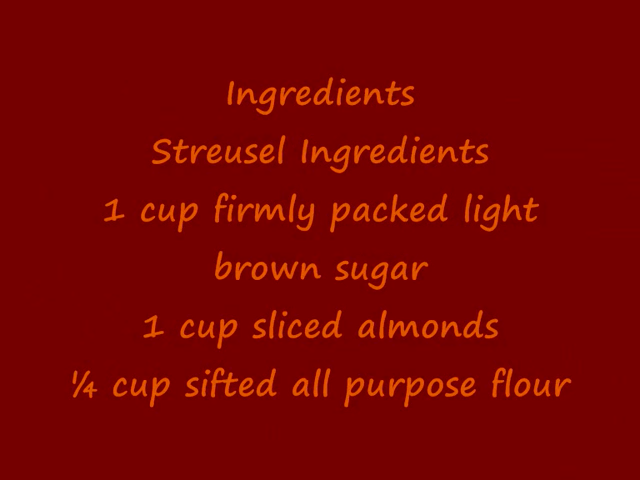 Ingredients
Streusel Ingredients
1 cup firmly packed light
brown sugar
1 cup sliced almonds
¼ cup sifted all purpose flour